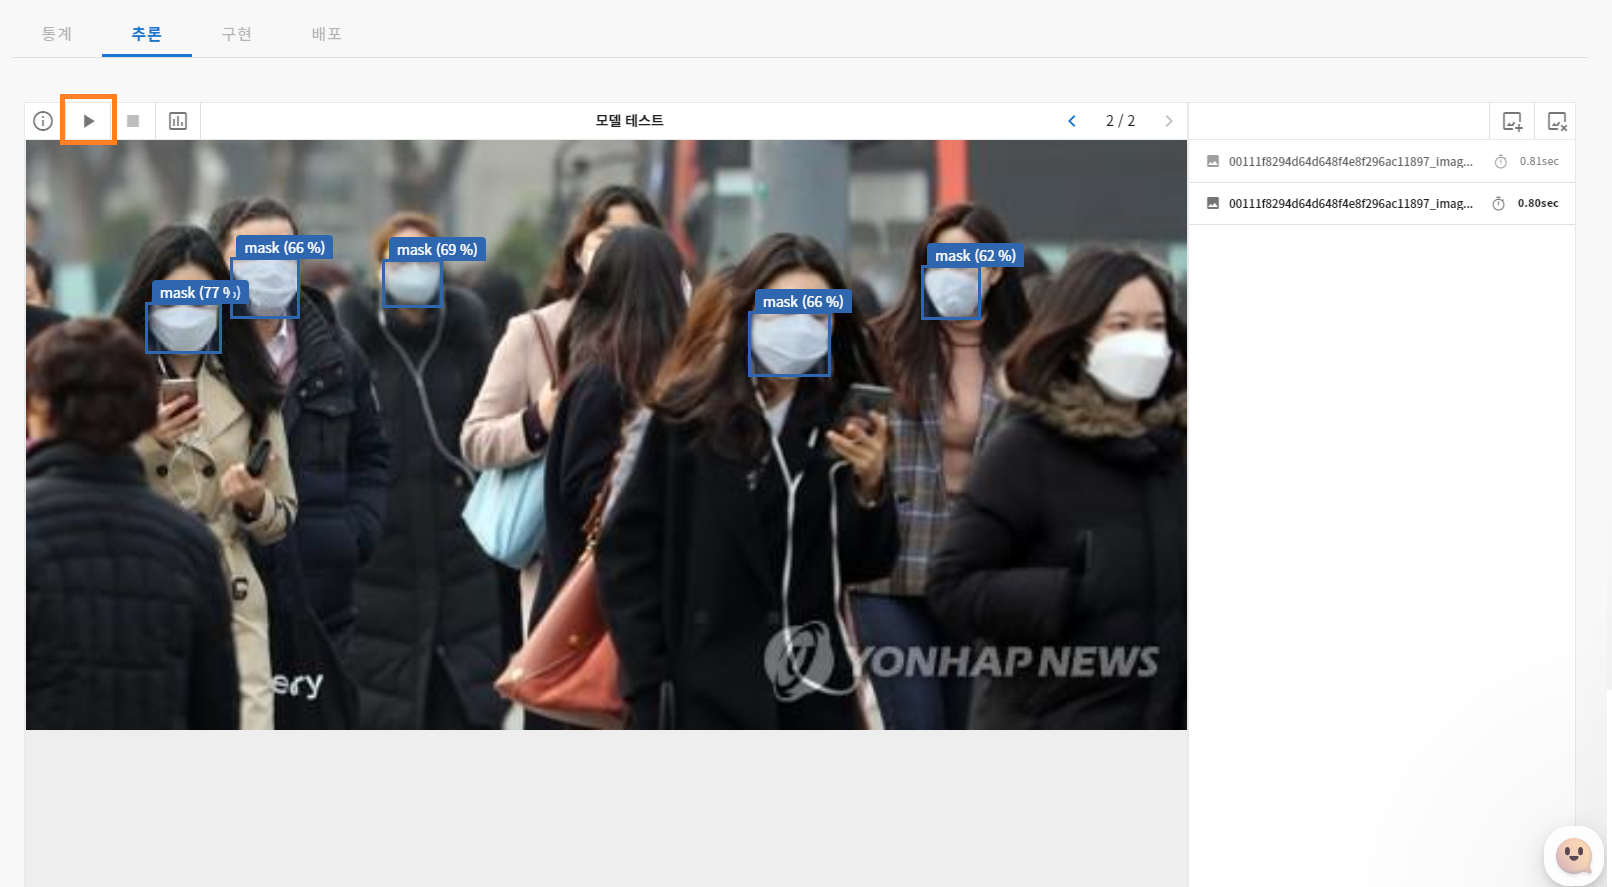 통계
추론
구현
배포
모델 테스트
2 / 2
00111f8294d64d648f4e8f296ac11897_imag...
0.81sec
00111f8294d64d648f4e8f296ac11897_imag...
0.80sec
mask (66 %)
mask (69 %)
mask (62 %)
mask (77 %)
mask (66 %)
YONHAP NEWS
ery